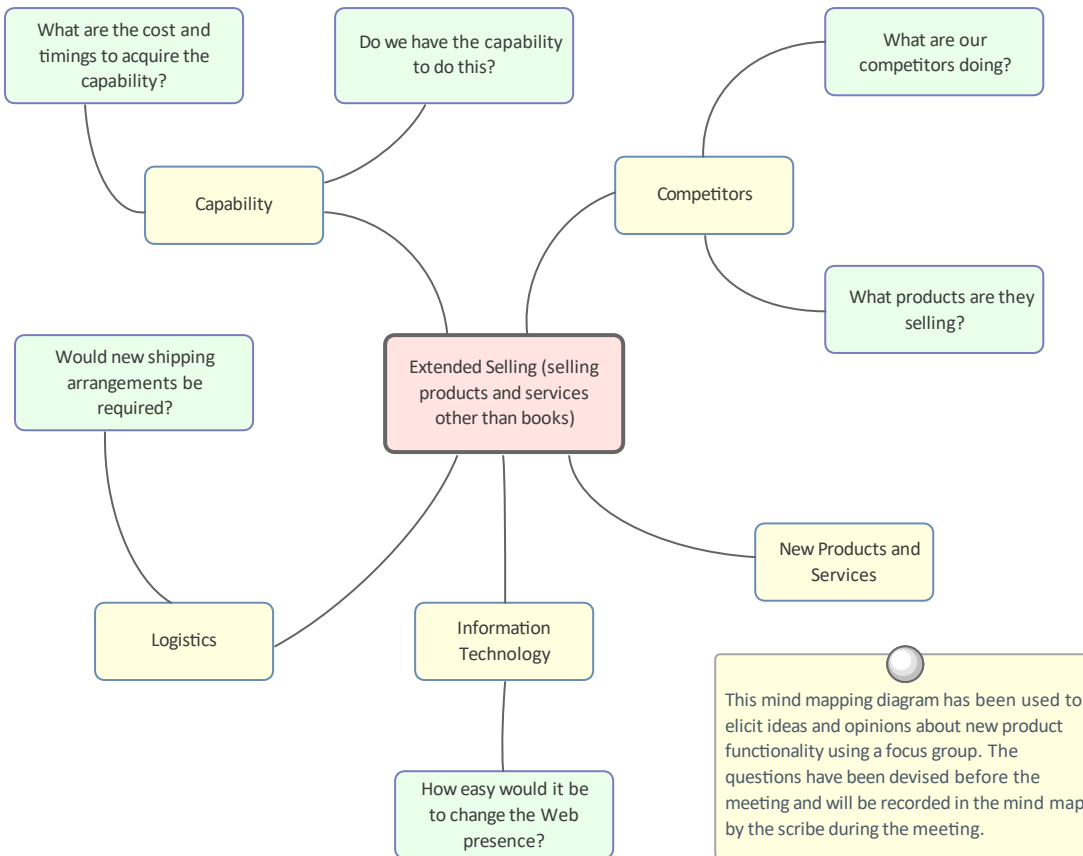 What are the cost and
timings to acquire the
capability?
Do we have the capability
to do this?
What are our
competitors doing?
Capability
Competitors
What products are they
selling?
Would new shipping
arrangements be
required?
Extended Selling (selling
products and services
other than books)
New Products and
Services
Logistics
Information
Technology
This mind mapping diagram has been used to
elicit ideas and opinions about new product
functionality using a focus group. The
questions have been devised before the
meeting and will be recorded in the mind map
by the scribe during the meeting.
How easy would it be
to change the Web
presence?